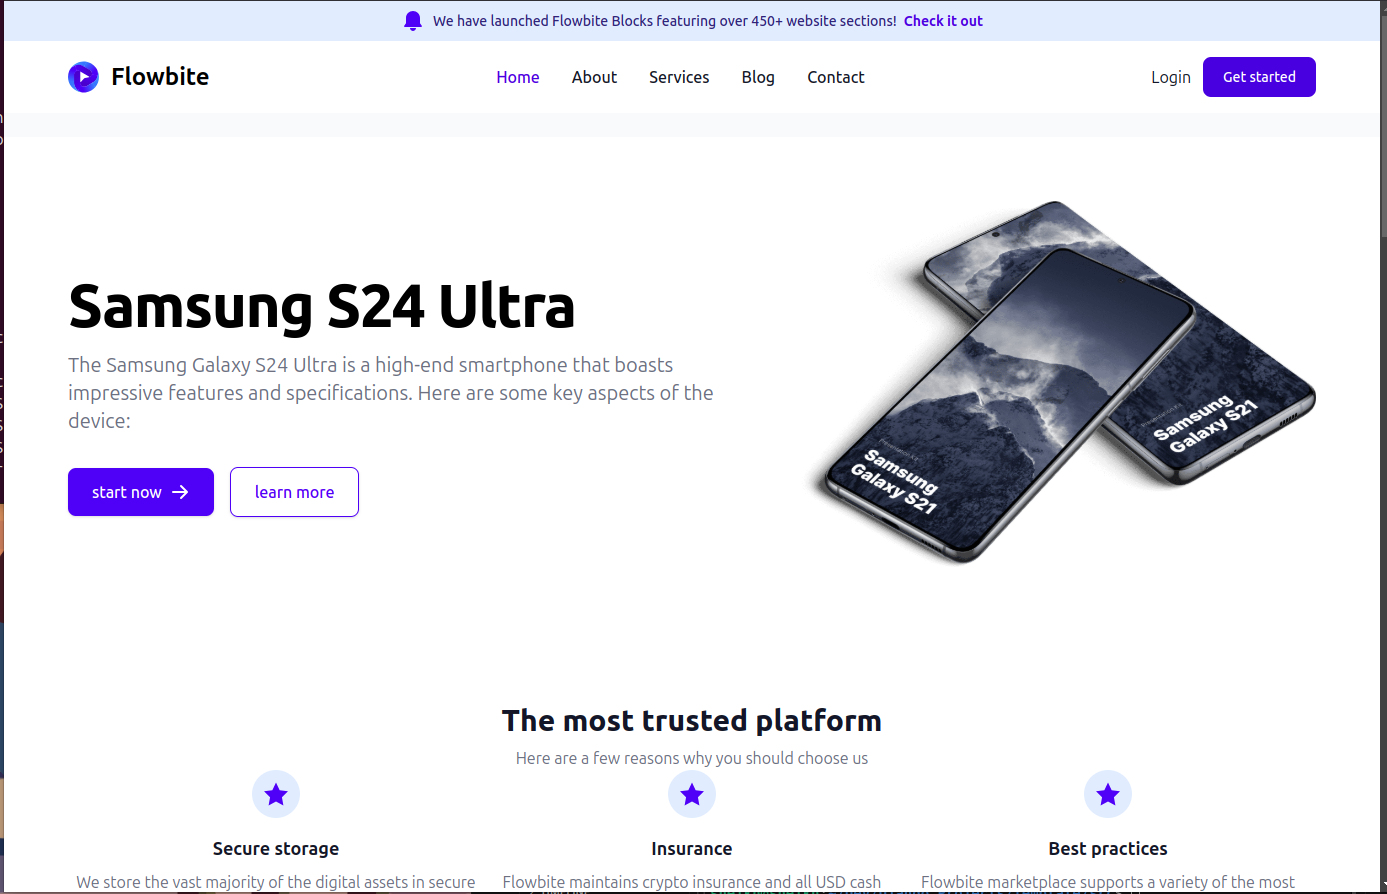 We have launched Flowbite Blocks featuring over 450+ website sections! Check it out
Flowbite
Home
About
Services
Blog
Contact
Login
Get started
Samsung S24 Ultra
The Samsung Galaxy S24 Ultra is a high-end smartphone that boasts
impressive features and specifications. Here are some key aspects of the
device:
start now
learn more
Presentation Kit
Samsung
Galaxy S21
Samsung
Galaxy S21
The most trusted platform
Here are a few reasons why you should choose us
Secure storage
Insurance
Best practices
We store the vast majority of the digital assets in secure
Flowbite maintains crypto insurance and all USD cash
Flowbite marketplace supports a variety of the most